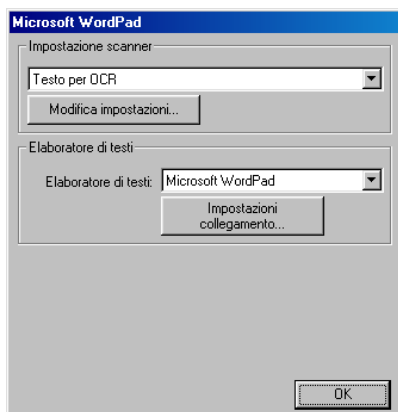 Microsoft WordPad
Impostazione scanner
Testo per OCR
Modifica impostazioni...
Elaboratore di testi
Elaboratore di testi: Microsoft WordPad
Impostazioni
collegamento...
OK